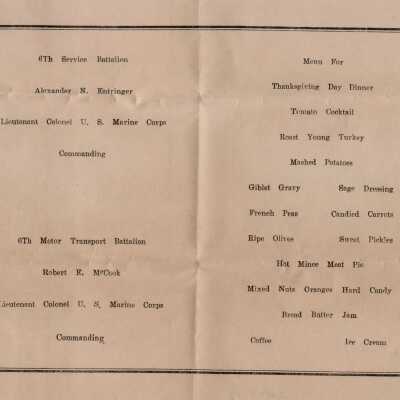 6Th Service Battalion
Alexander N. Entringer
Lieutenant Colonel U. S. Marine Corps
Commanding
6Th Motor Transport Battalion
Robert E. McCook
Lieutenant Colonel U. S. Marine Corps
Commanding
Menu For
Thanksgiving Day Dinner
Tomato Cocktail
Roast Young Turkey
Mashed Potatoes
Giblet Gravy Sage Dressing
French Peas Candied Carrots
Ripe Olives Sweet Pickles
Hot Mince Meat Pie
Mixed Nuts Oranges Hard Candy
Bread Butter Jam
Coffee Ice Cream